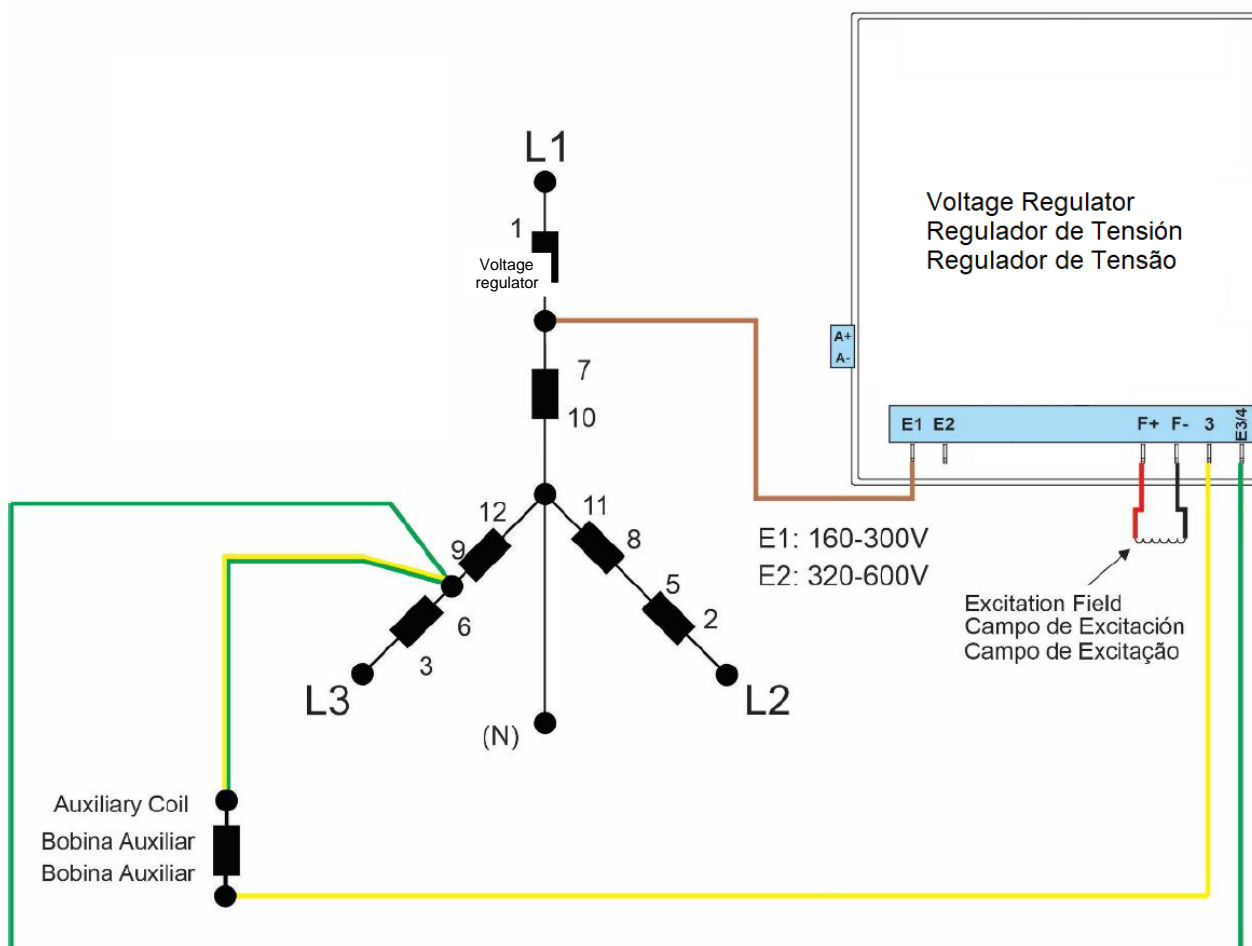 L1
1
Voltage
regulator
7
10
12
9
6
3
L3
11
8
5
2
L2
(N)
Auxiliary Coil
Bobina Auxiliar
Bobina Auxiliar
Voltage Regulator
Regulador de Tensión
Regulador de Tensão
A+
A-
E1 E2 F+ F- 3 E3/4
E1: 160-300V
E2: 320-600V
Excitation Field
Campo de Excitación
Campo de Excitação